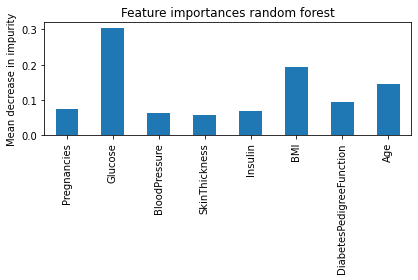 Feature importances random forest
Mean decrease in impurity
0.3
0.2
0.1
0.0
Pregnancies
Glucose
BloodPressure
SkinThickness
Insulin
BMI
DiabetesPedigreeFunction
Age